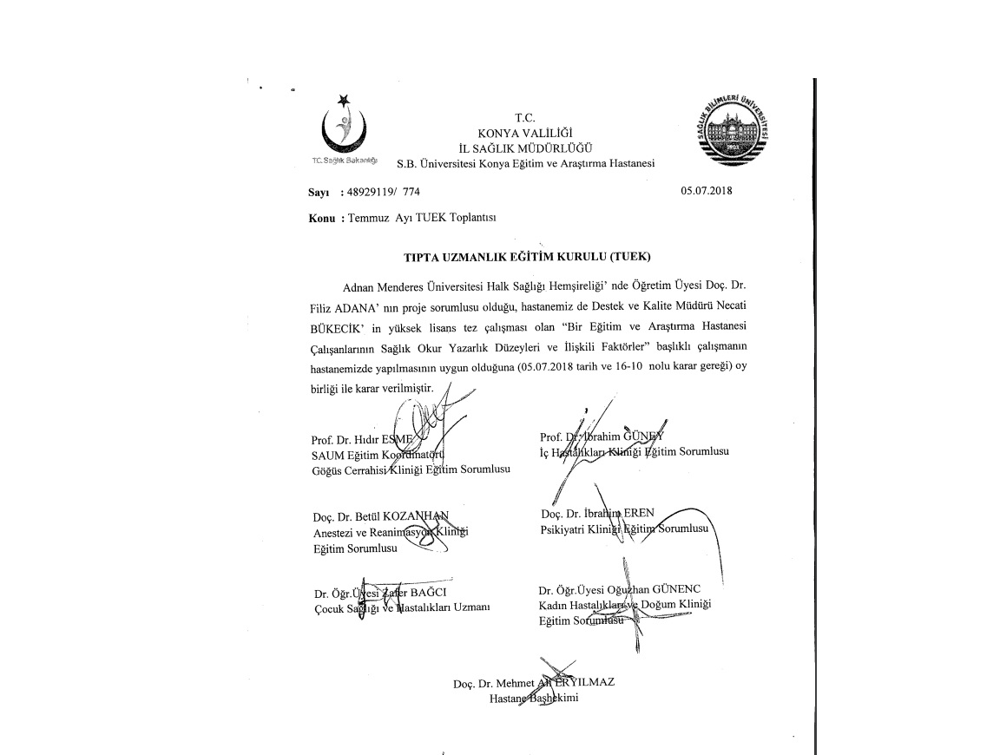 T.C.
KONYA VALİLİĞİ
İL SAĞLIK MÜDÜRLÜĞÜ
S.B. Üniversitesi Konya Eğitim ve Araştırma Hastanesi
T.C. Sağlık Bakanlığı
SAĞLIK BİLİMLERİ ÜNİVERSİTESİ
1903
Sayı : 48929119/ 774 05.07.2018
Konu : Temmuz Ayı TUEK Toplantısı
TIPTA UZMANLIK EĞİTİM KURULU (TUEK)
Adnan Menderes Üniversitesi Halk Sağlığı Hemşireliği’ nde Öğretim Üyesi Doç. Dr.
Filiz ADANA’ nın proje sorumlusu olduğu, hastanemiz de Destek ve Kalite Müdürü Necati
BÜKECİK’ in yüksek lisans tez çalışması olan “Bir Eğitim ve Araştırma Hastanesi
Çalışanlarının Sağlık Okur Yazarlık Düzeyleri ve İlişkili Faktörler” başlıklı çalışmanın
hastanemizde yapılmasının uygun olduğuna (05.07.2018 tarih ve 16-10 nolu karar gereği) oy
birliği ile karar verilmiştir.
Prof. Dr. Hıdır ESME
SAUM Eğitim Koordinatörü
Göğüs Cerrahisi Kliniği Eğitim Sorumlusu
Prof. Dr. İbrahim GÜNEY
İç Hastalıkları Kliniği Eğitim Sorumlusu
Doç. Dr. Betül KOZANHAN
Anestezi ve Reanimasyon Kliniği
Eğitim Sorumlusu
Doç. Dr. İbrahim EREN
Psikiyatri Kliniği Eğitim Sorumlusu
Dr. Öğr.Üyesi Zafer BAĞCI
Çocuk Sağlığı ve Hastalıkları Uzmanı
Dr. Öğr.Üyesi Oğuzhan GÜNENC
Kadın Hastalıkları ve Doğum Kliniği
Eğitim Sorumlusu
Doç. Dr. Mehmet Ali ERYILMAZ
Hastane Başhekimi